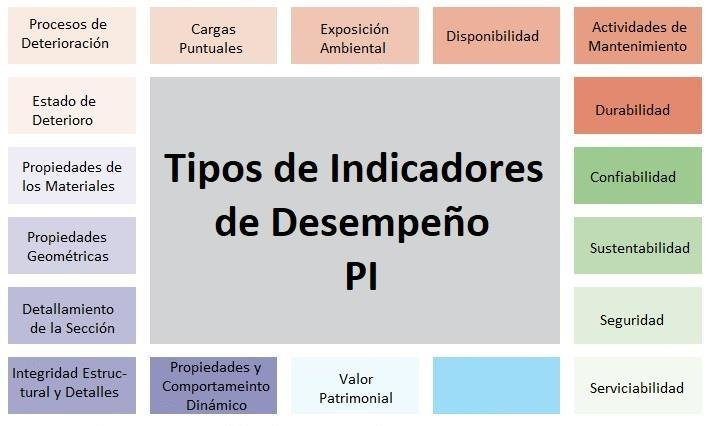 Procesos de
Deterioración
Cargas
Puntuales
Exposición
Ambiental
Disponibilidad
Actividades de
Mantenimiento
Estado de
Deterioro
Durabilidad
Propiedades de
los Materiales
Confiabilidad
Propiedades
Geométricas
Sustentabilidad
Detallamiento
de la Sección
Seguridad
Tipos de Indicadores
de Desempeño
PI
Integridad Estruc-
tural y Detalles
Propiedades y
Comportameinto
Dinámico
Valor
Patrimonial
Serviciabilidad